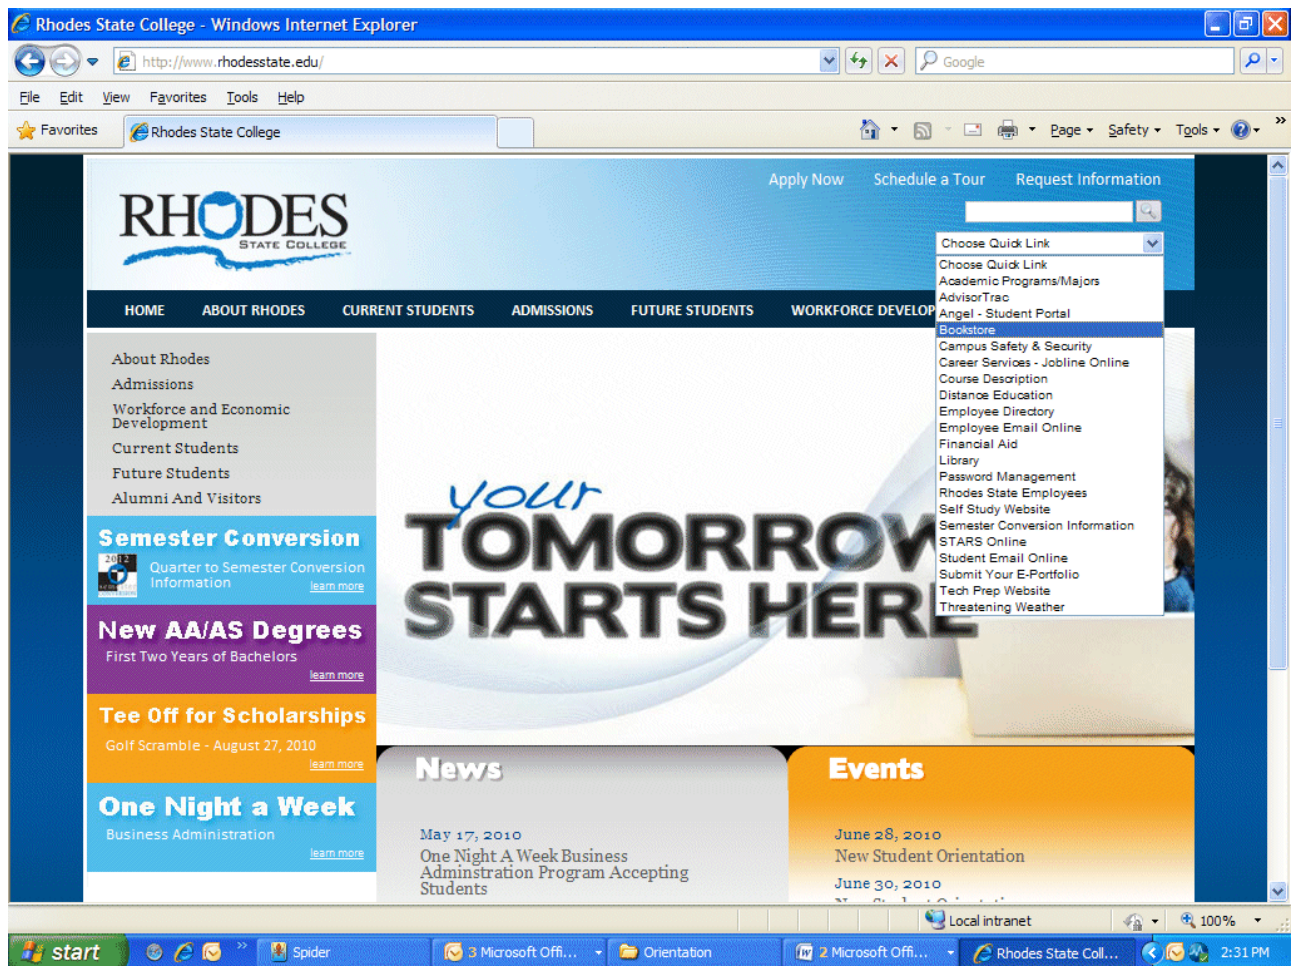 Rhodes State College - Windows Internet Explorer
http://www.rhodesstate.edu/
Google
File Edit View Favorites Tools Help
Favorites
Rhodes State College
Page Safety Tools
Apply Now Schedule a Tour Request Information
RHODES
STATE COLLEGE
Choose Quick Link
HOME ABOUT RHODES CURRENT STUDENTS ADMISSIONS FUTURE STUDENTS WORKFORCE DEVELOP
Choose Quick Link
Academic Programs/Majors
AdvisorTrac
Angel - Student Portal
Bookstore
Campus Safety & Security
Career Services - Jobline Online
Course Description
Distance Education
Employee Directory
Employee Email Online
Financial Aid
Library
Password Management
Rhodes State Employees
Self Study Website
Semester Conversion Information
STARS Online
Student Email Online
Submit Your E-Portfolio
Tech Prep Website
Threatening Weather
About Rhodes
Admissions
Workforce and Economic
Development
Current Students
Future Students
Alumni And Visitors
Semester Conversion
2012
Quarter to Semester Conversion
Information
learn more
New AA/AS Degrees
First Two Years of Bachelors
learn more
Tee Off for Scholarships
Golf Scramble - August 27, 2010
learn more
One Night a Week
Business Administration
learn more
your
TOMORROW
STARTS HERE
News
May 17, 2010
One Night A Week Business
Adminstration Program Accepting
Students
Events
June 28, 2010
New Student Orientation
June 30, 2010
Local intranet
100%
start
Spider
3 Microsoft Offi...
Orientation
2 Microsoft Offi...
Rhodes State Coll...
2:31 PM